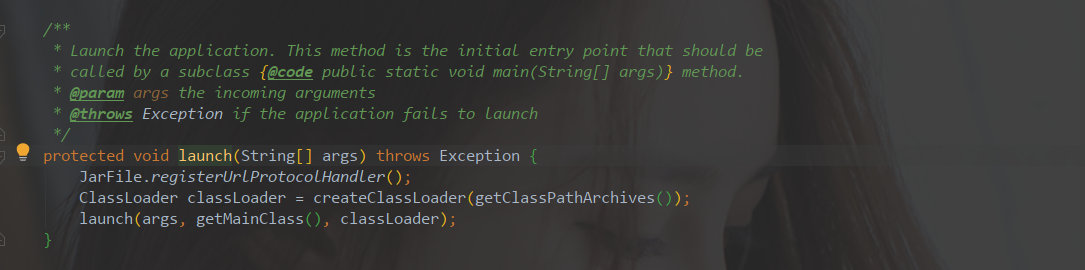 /**
 * Launch the application. This method is the initial entry point that should be
 * called by a subclass {@code public static void main(String[] args)} method.
 * @param args the incoming arguments
 * @throws Exception if the application fails to launch
 */
protected void launch(String[] args) throws Exception {
    JarFile.registerUrlProtocolHandler();
    ClassLoader classLoader = createClassLoader(getClassPathArchives());
    launch(args, getMainClass(), classLoader);
}